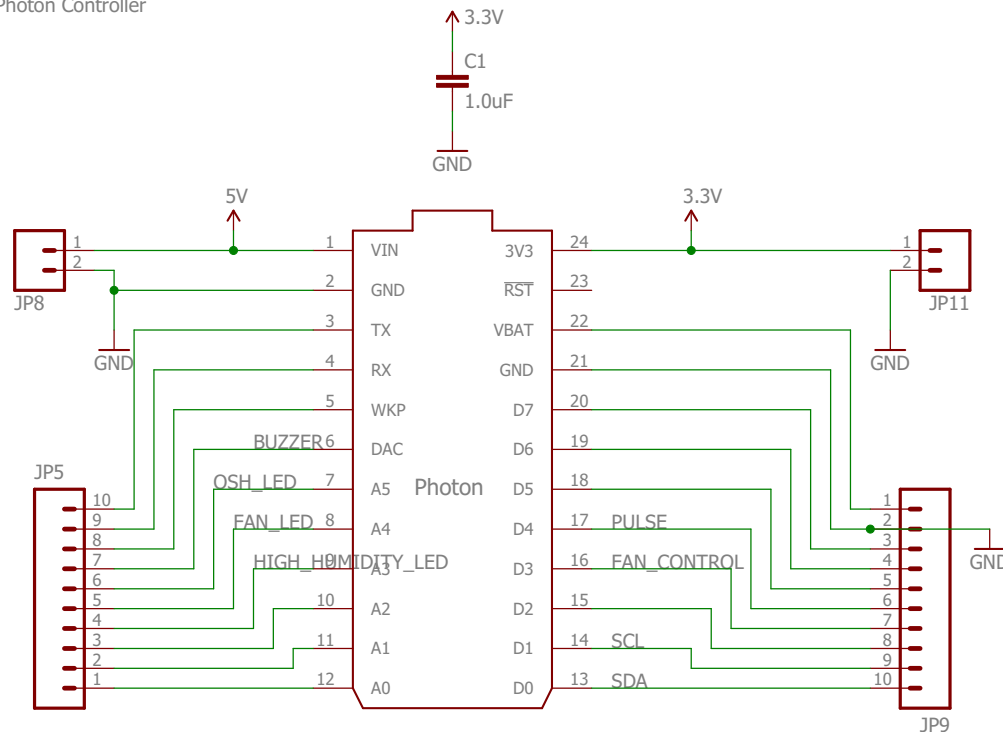 Photon Controller
3.3V
C1
1.0uF
GND
5V
3.3V
1
2
JP8
GND
1
2
JP11
GND
1 VIN
2 GND
3 TX
4 RX
5 WKP
BUZZER 6 DAC
OSH_LED 7 A5
FAN_LED 8 A4
HIGH_HUMIDITY_LED 9 A3
10 A2
11 A1
12 A0
Photon
3V3 24
RST 23
VBAT 22
GND 21
D7 20
D6 19
D5 18
D4 17 PULSE
D3 16 FAN_CONTROL
D2 15
D1 14 SCL
D0 13 SDA
JP5
10
9
8
7
6
5
4
3
2
1
1
2
3
4
5
6
7
8
9
10
JP9
GND